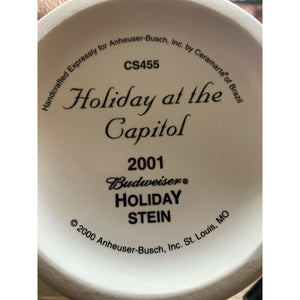 Handcrafted Expressly for Anheuser-Busch, Inc. by Ceramarte® of Brazil
CS455
Holiday at the
Capitol
2001
Budweiser®
HOLIDAY
STEIN
© 2000 Anheuser-Busch, Inc. St. Louis, MO